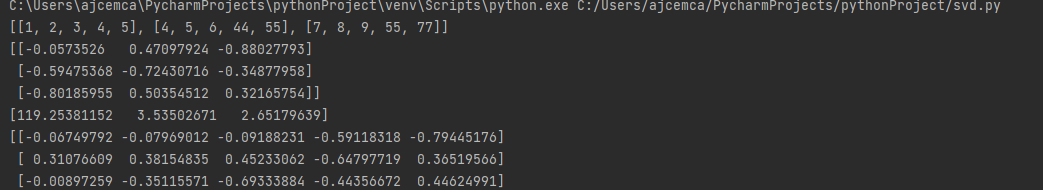 C:\Users\ajcemca\PycharmProjects\pythonProject\venv\Scripts\python.exe C:/Users/ajcemca/PycharmProjects/pythonProject/svd.py
[[1, 2, 3, 4, 5], [4, 5, 6, 44, 55], [7, 8, 9, 55, 77]]
[[-0.0573526   0.47097924 -0.88027793]
 [-0.59475368 -0.72430716 -0.34877958]
 [-0.80185955  0.50354512  0.32165754]]
[119.25381152   3.53502671   2.65179639]
[[-0.06749792 -0.07969012 -0.09188231 -0.59118318 -0.79445176]
 [ 0.31076609  0.38154835  0.45233062 -0.64797719  0.36519566]
 [-0.00897259 -0.35115571 -0.69333884 -0.44356672  0.44624991]